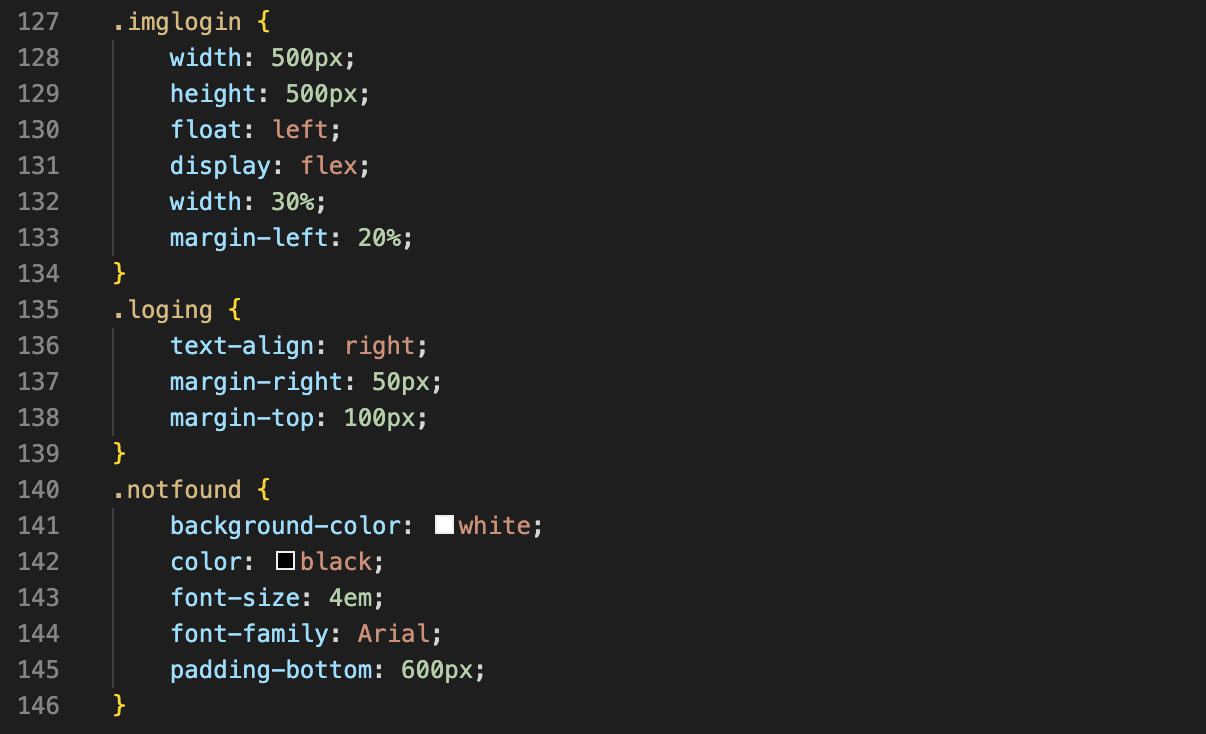 127 .imglogin {
128 width: 500px;
129 height: 500px;
130 float: left;
131 display: flex;
132 width: 30%;
133 margin-left: 20%;
134 }
135 .loging {
136 text-align: right;
137 margin-right: 50px;
138 margin-top: 100px;
139 }
140 .notfound {
141 background-color: white;
142 color: black;
143 font-size: 4em;
144 font-family: Arial;
145 padding-bottom: 600px;
146 }